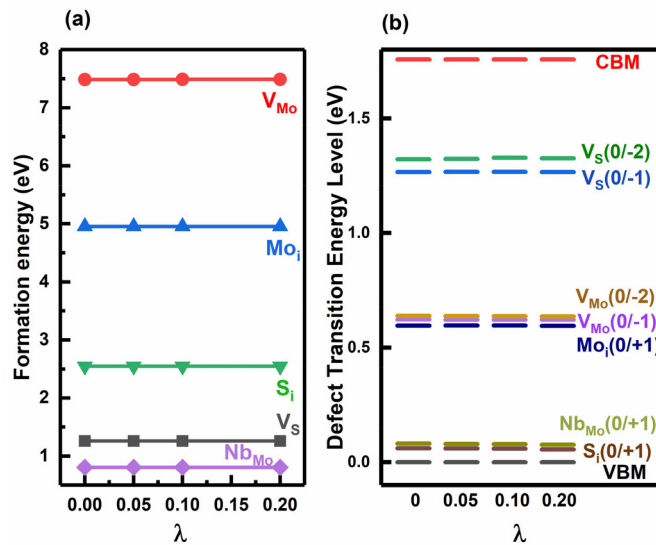 (a)
Formation energy (eV)
8
7
6
5
4
3
2
1
V_Mo
Mo_i
S_i
V_S
Nb_Mo
0.00 0.05 0.10 0.15 0.20
λ
(b)
Defect Transition Energy Level (eV)
1.5
1.0
0.5
0.0
CBM
V_S(0/-2)
V_S(0/-1)
V_Mo(0/-2)
V_Mo(0/-1)
Mo_i(0/+1)
Nb_Mo(0/+1)
S_i(0/+1)
VBM
0 0.05 0.10 0.20
λ